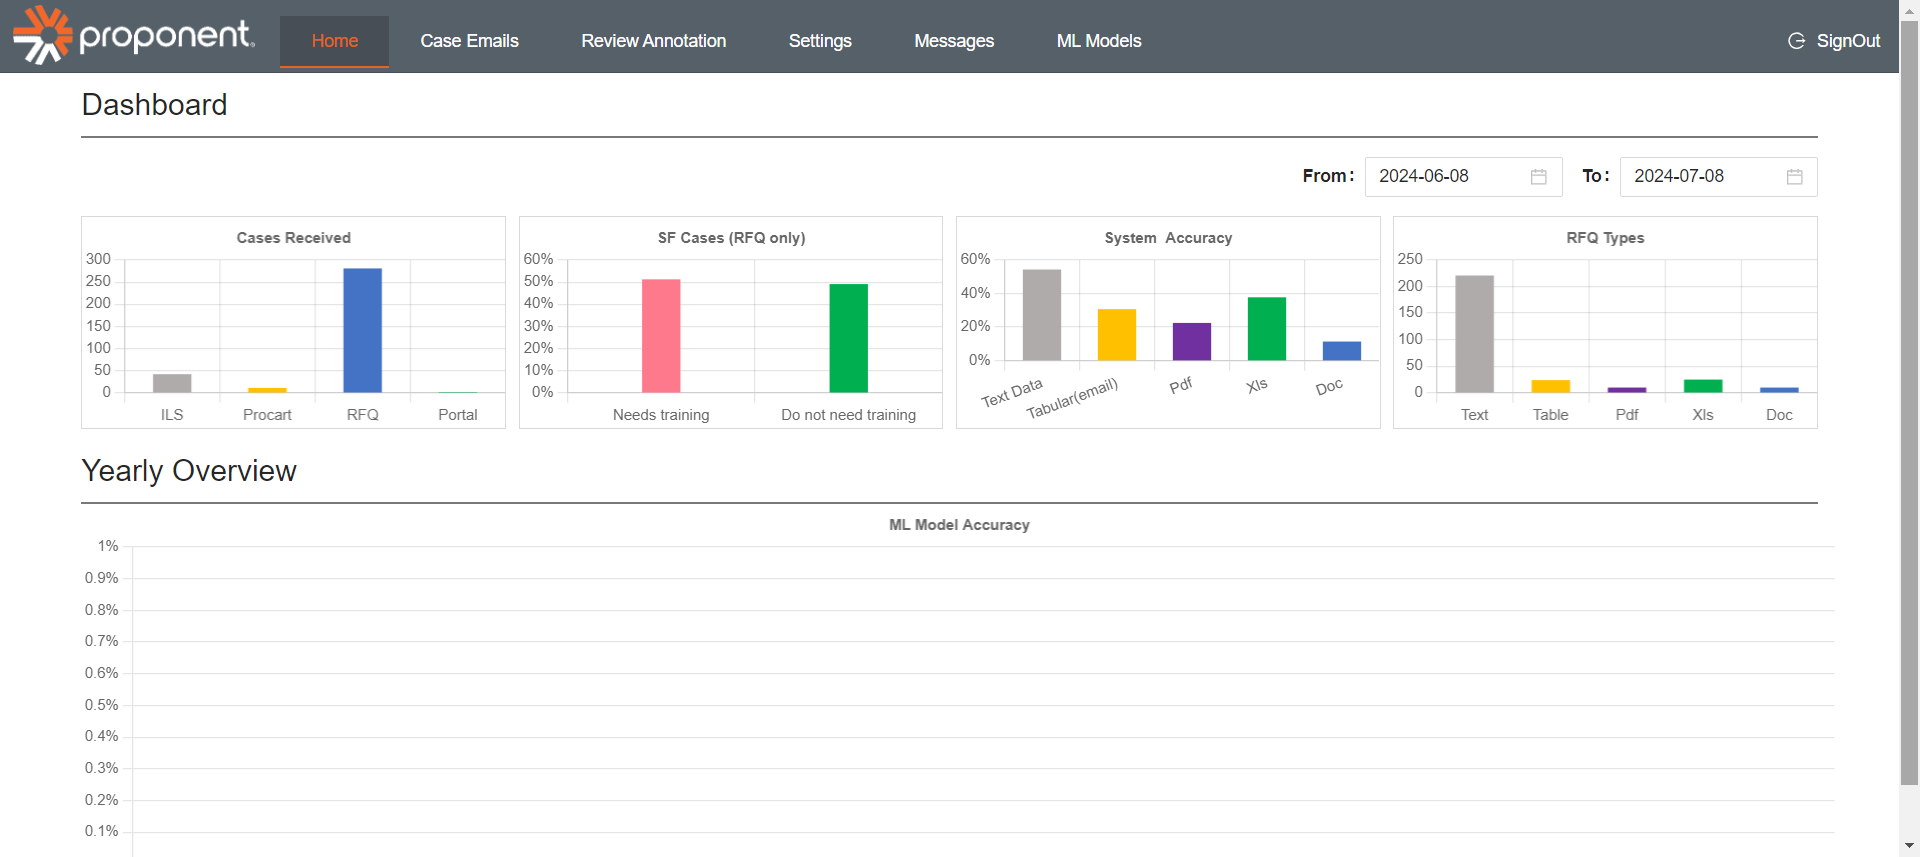 proponent
Home
Case Emails
Review Annotation
Settings
Messages
ML Models
SignOut
Dashboard
From: 2024-06-08
To: 2024-07-08
Cases Received
300
250
200
150
100
50
0
ILS Procart RFQ Portal
SF Cases (RFQ only)
60%
50%
40%
30%
20%
10%
0%
Needs training Do not need training
System Accuracy
60%
40%
20%
0%
Text Data Tabular(email) Pdf Xls Doc
RFQ Types
250
200
150
100
50
0
Text Table Pdf Xls Doc
Yearly Overview
ML Model Accuracy
1%
0.9%
0.8%
0.7%
0.6%
0.5%
0.4%
0.3%
0.2%
0.1%